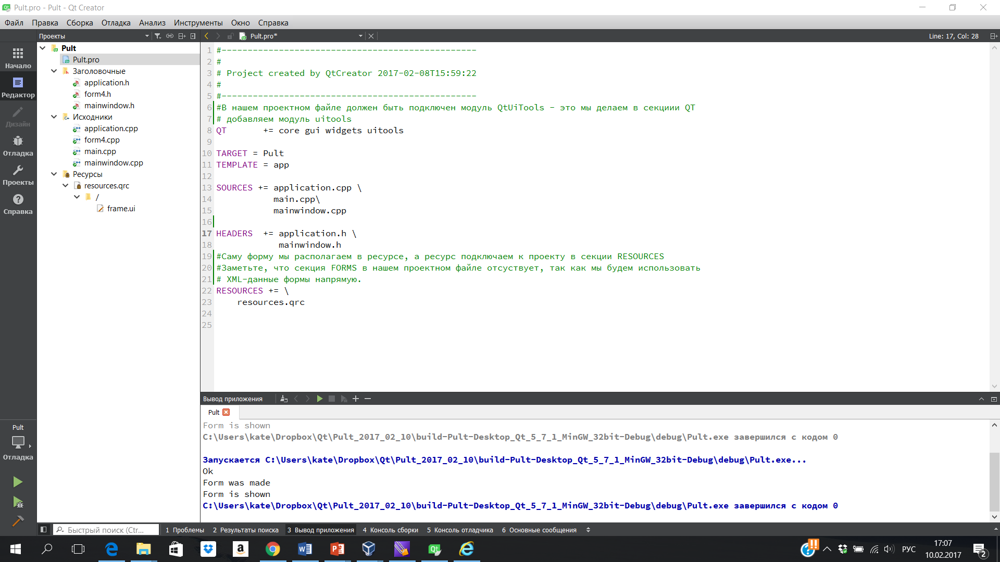 Pult.pro - Pult - Qt Creator
Файл Правка Сборка Отладка Анализ Инструменты Окно Справка
Проекты
Pult.pro*
Line: 17, Col: 28
Начало
Редактор
Дизайн
Отладка
Проекты
Справка
Pult
Pult.pro
Заголовочные
application.h
form4.h
mainwindow.h
Исходники
application.cpp
form4.cpp
main.cpp
mainwindow.cpp
Ресурсы
resources.qrc
/
frame.ui
1 #-------------------------------------------------
2 #
3 # Project created by QtCreator 2017-02-08T15:59:22
4 #
5 #-------------------------------------------------
6 #В нашем проектном файле должен быть подключен модуль QtUiTools - это мы делаем в секциии QT
7 # добавляем модуль uitools
8 QT       += core gui widgets uitools
9
10 TARGET = Pult
11 TEMPLATE = app
12
13 SOURCES += application.cpp \
14            main.cpp\
15            mainwindow.cpp
16
17 HEADERS  += application.h \
18             mainwindow.h
19 #Саму форму мы располагаем в ресурсе, а ресурс подключаем к проекту в секции RESOURCES
20 #Заметьте, что секция FORMS в нашем проектном файле отсуствует, так как мы будем использовать
21 # XML-данные формы напрямую.
22 RESOURCES += \
23     resources.qrc
24
25
Вывод приложения
Pult
Form is shown
C:\Users\kate\Dropbox\Qt\Pult_2017_02_10\build-Pult-Desktop_Qt_5_7_1_MinGW_32bit-Debug\debug\Pult.exe завершился с кодом 0
Запускается C:\Users\kate\Dropbox\Qt\Pult_2017_02_10\build-Pult-Desktop_Qt_5_7_1_MinGW_32bit-Debug\debug\Pult.exe...
Ok
Form was made
Form is shown
C:\Users\kate\Dropbox\Qt\Pult_2017_02_10\build-Pult-Desktop_Qt_5_7_1_MinGW_32bit-Debug\debug\Pult.exe завершился с кодом 0
Pult
Отладка
Быстрый поиск (Ctr...
1 Проблемы 2 Результаты поиска 3 Вывод приложения 4 Консоль сборки 5 Консоль отладчика 6 Основные сообщения
РУС
17:07
10.02.2017
2